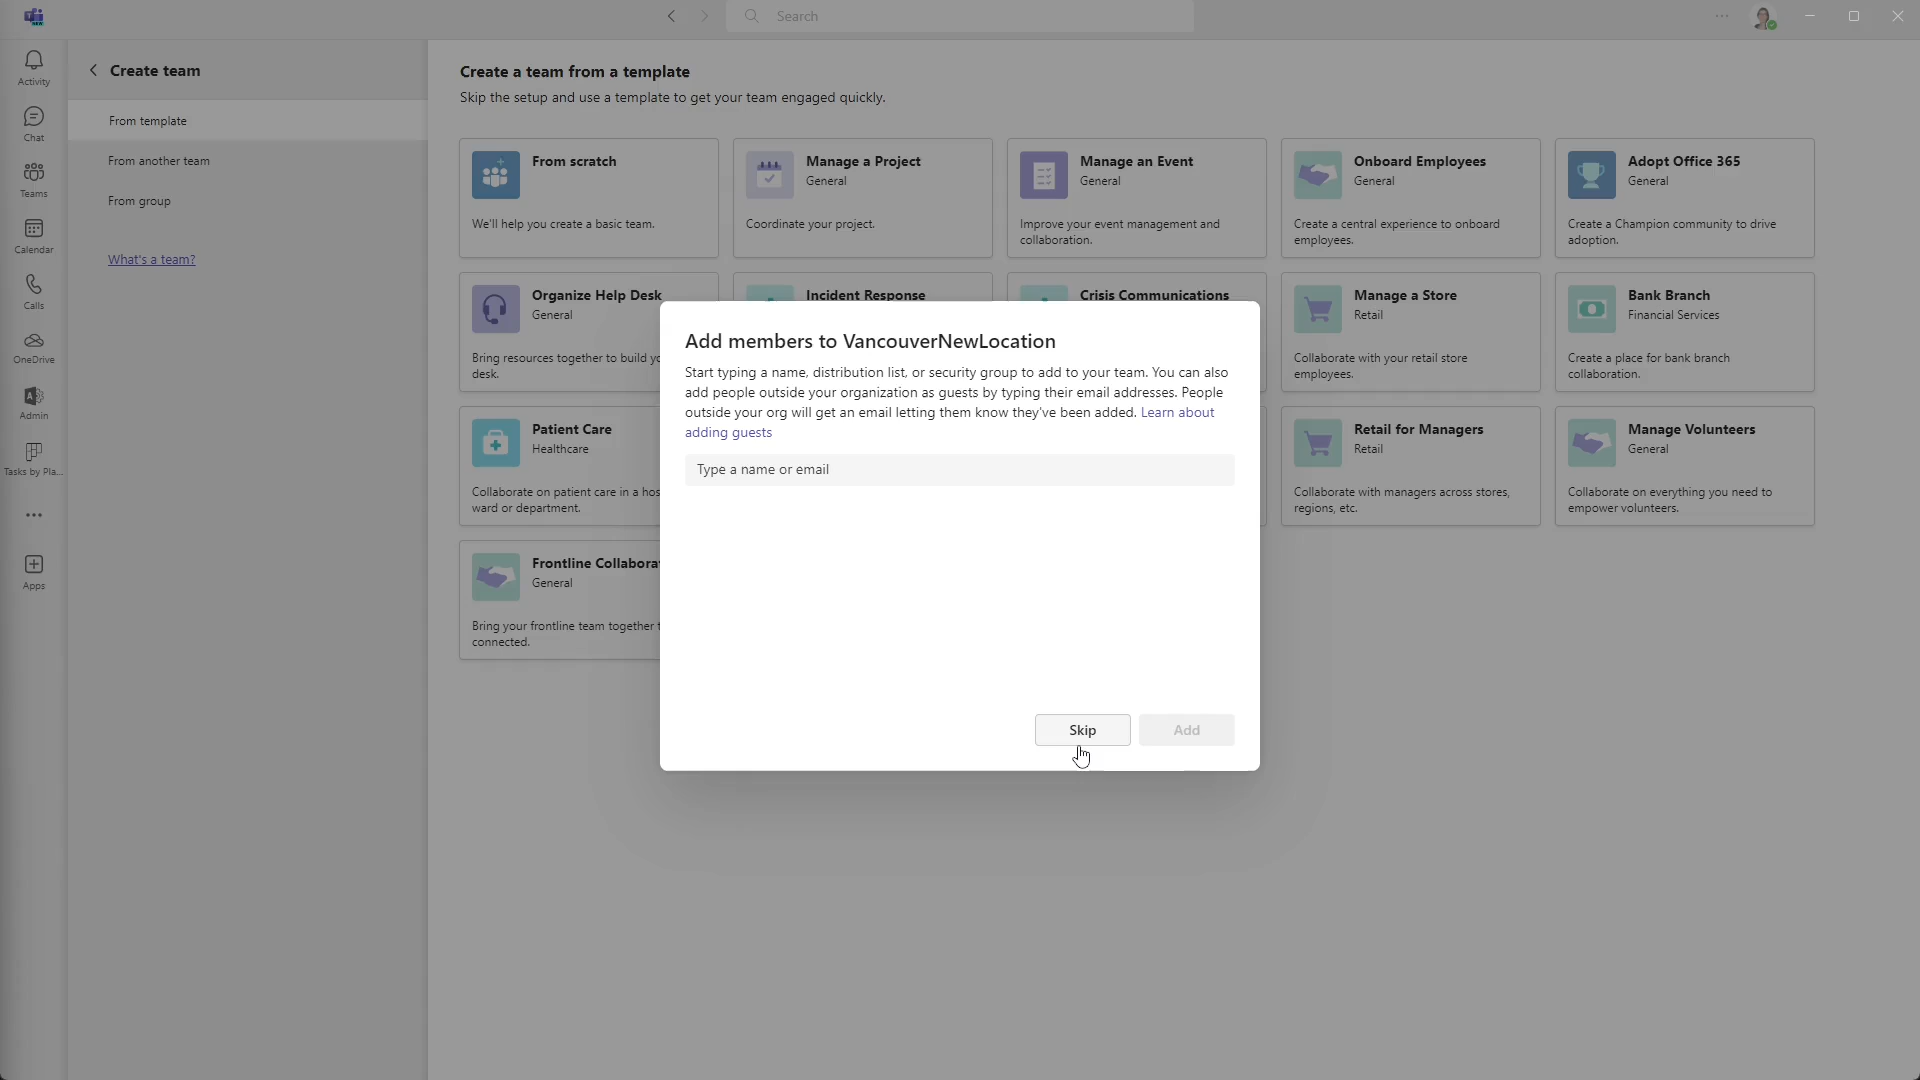 NEW
Search
Activity
Chat
Teams
Calendar
Calls
OneDrive
Admin
Tasks by Pla...
Apps
Create team
From template
From another team
From group
What's a team?
Create a team from a template
Skip the setup and use a template to get your team engaged quickly.
From scratch
We'll help you create a basic team.
Manage a Project
General
Coordinate your project.
Manage an Event
General
Improve your event management and
collaboration.
Onboard Employees
General
Create a central experience to onboard
employees.
Adopt Office 365
General
Create a Champion community to drive
adoption.
Organize Help Desk
General
Bring resources together to build yo
desk.
Incident Response
Crisis Communications
Manage a Store
Retail
Collaborate with your retail store
employees.
Bank Branch
Financial Services
Create a place for bank branch
collaboration.
Patient Care
Healthcare
Collaborate on patient care in a hos
ward or department.
Retail for Managers
Retail
Collaborate with managers across stores,
regions, etc.
Manage Volunteers
General
Collaborate on everything you need to
empower volunteers.
Frontline Collabora
General
Bring your frontline team together t
connected.
Add members to VancouverNewLocation
Start typing a name, distribution list, or security group to add to your team. You can also
add people outside your organization as guests by typing their email addresses. People
outside your org will get an email letting them know they've been added. Learn about
adding guests
Type a name or email
Skip
Add